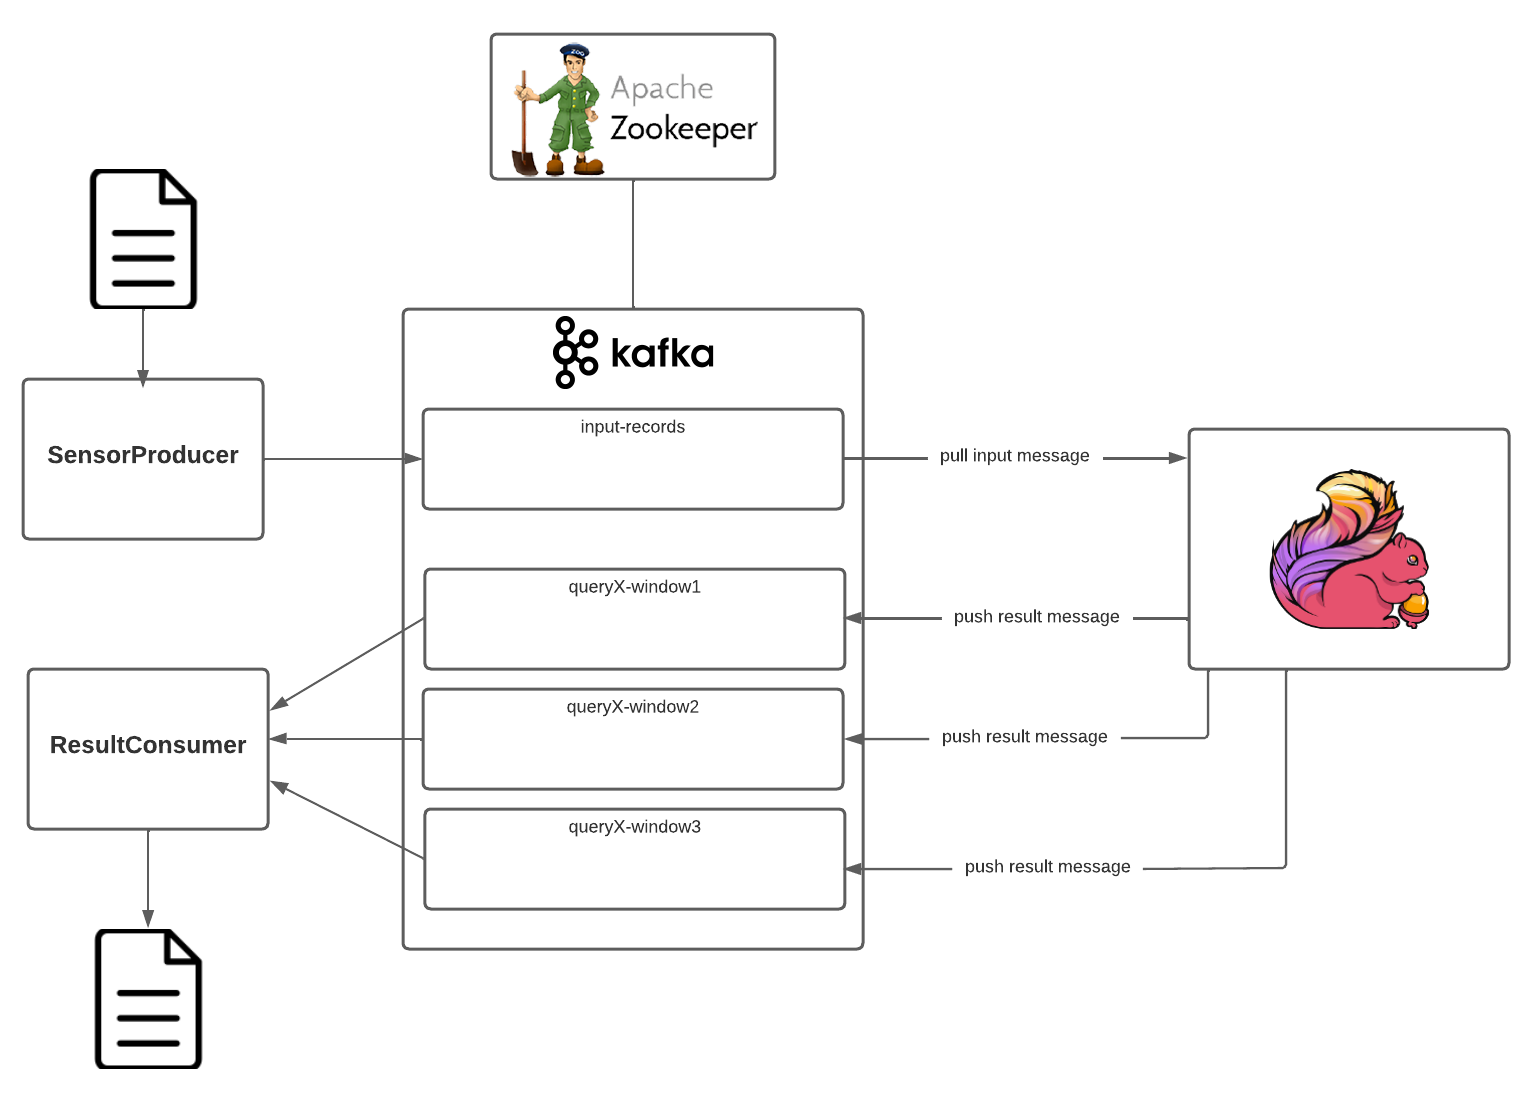 ZOO
Apache
Zookeeper
kafka
input-records
SensorProducer
pull input message
queryX-window1
push result message
queryX-window2
push result message
ResultConsumer
queryX-window3
push result message